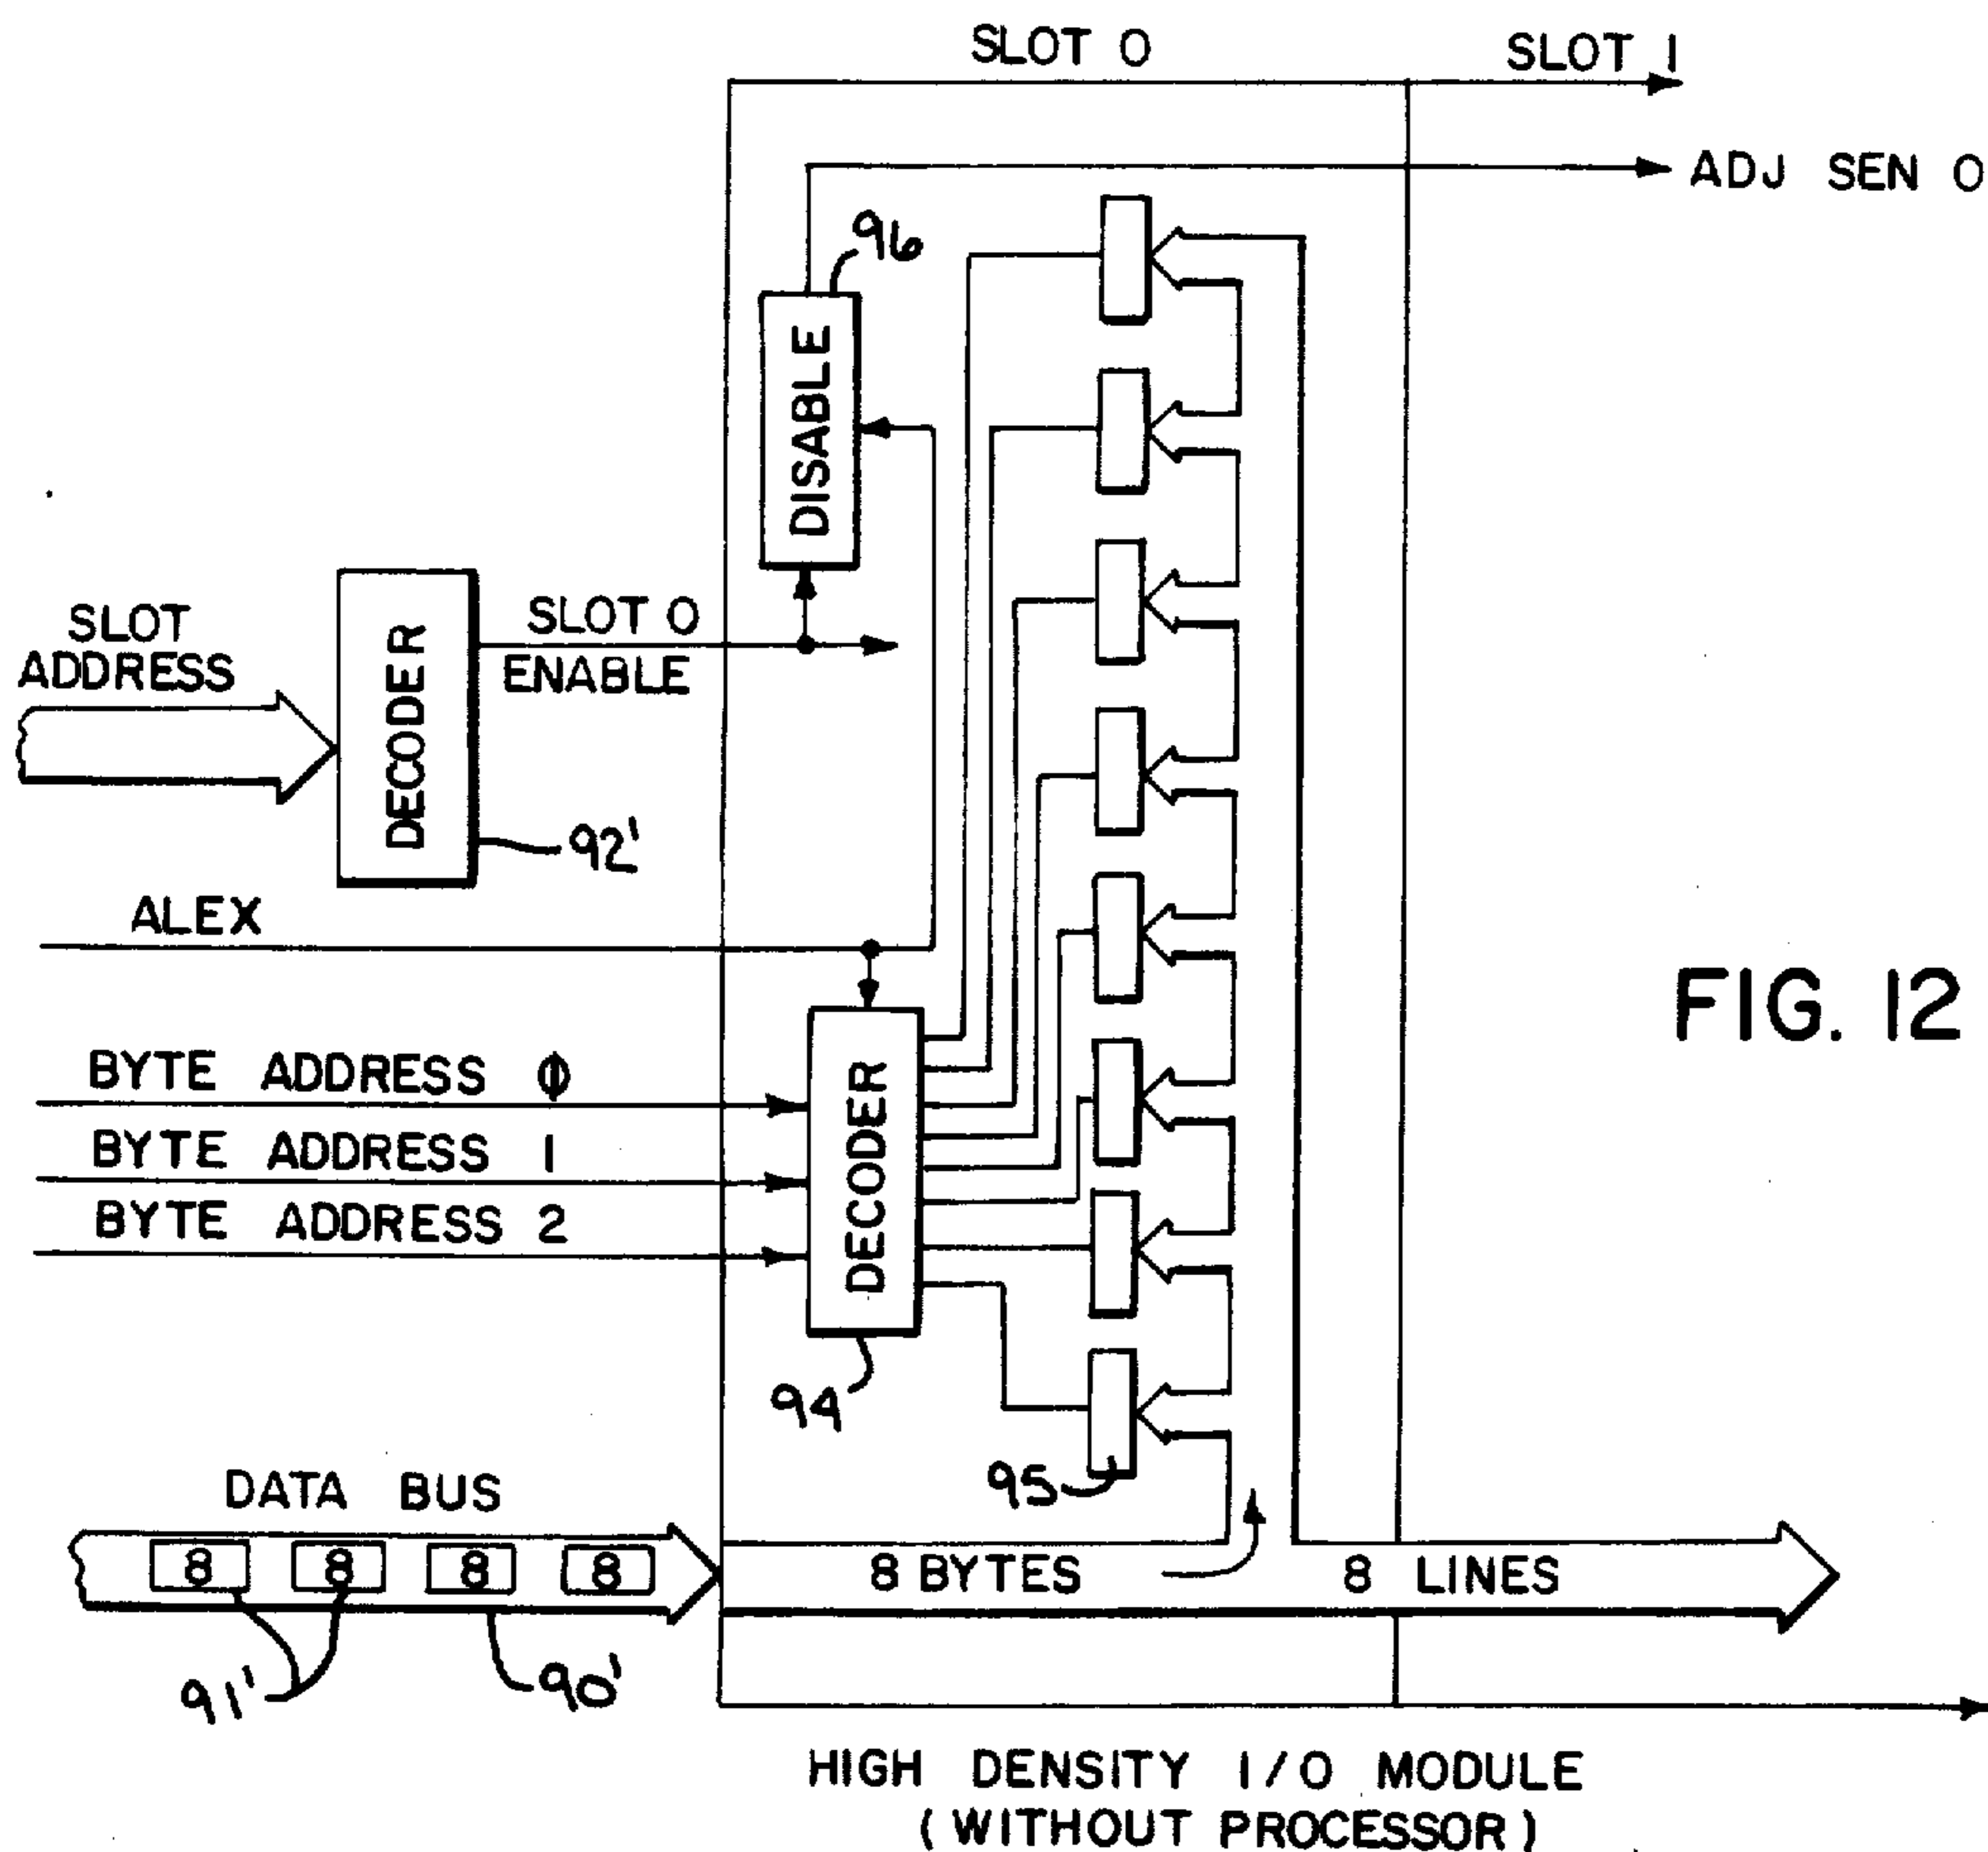 SLOT 0
SLOT 1
ADJ SEN 0
96
DISABLE
SLOT
ADDRESS
DECODER
SLOT 0
ENABLE
92'
ALEX
BYTE ADDRESS ϕ
BYTE ADDRESS 1
BYTE ADDRESS 2
DECODER
94
95
FIG. 12
DATA BUS
8 8 8 8
8 BYTES
8 LINES
91'
90'
HIGH DENSITY I/O MODULE
(WITHOUT PROCESSOR)